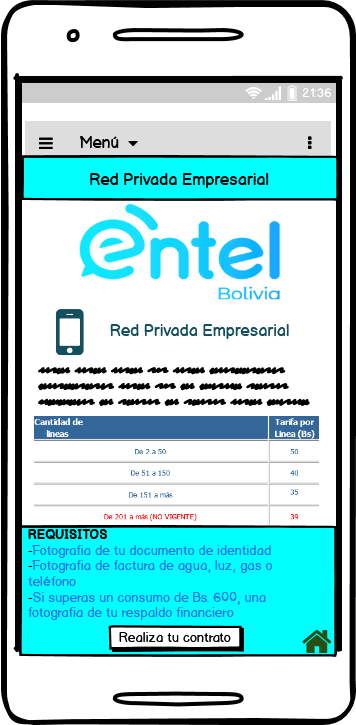 21:36
Menú
Red Privada Empresarial
entel
Bolivia
Red Privada Empresarial
Cantidad de Tarifa por
lineas Linea (Bs)
De 2 a 50 50
De 51 a 150 40
De 151 a más 35
De 201 a más (NO VIGENTE) 39
REQUISITOS
-Fotografia de tu documento de identidad
-Fotografia de factura de agua, luz, gas o
teléfono
-Si superas un consumo de Bs. 600, una
fotografia de tu respaldo financiero
Realiza tu contrato